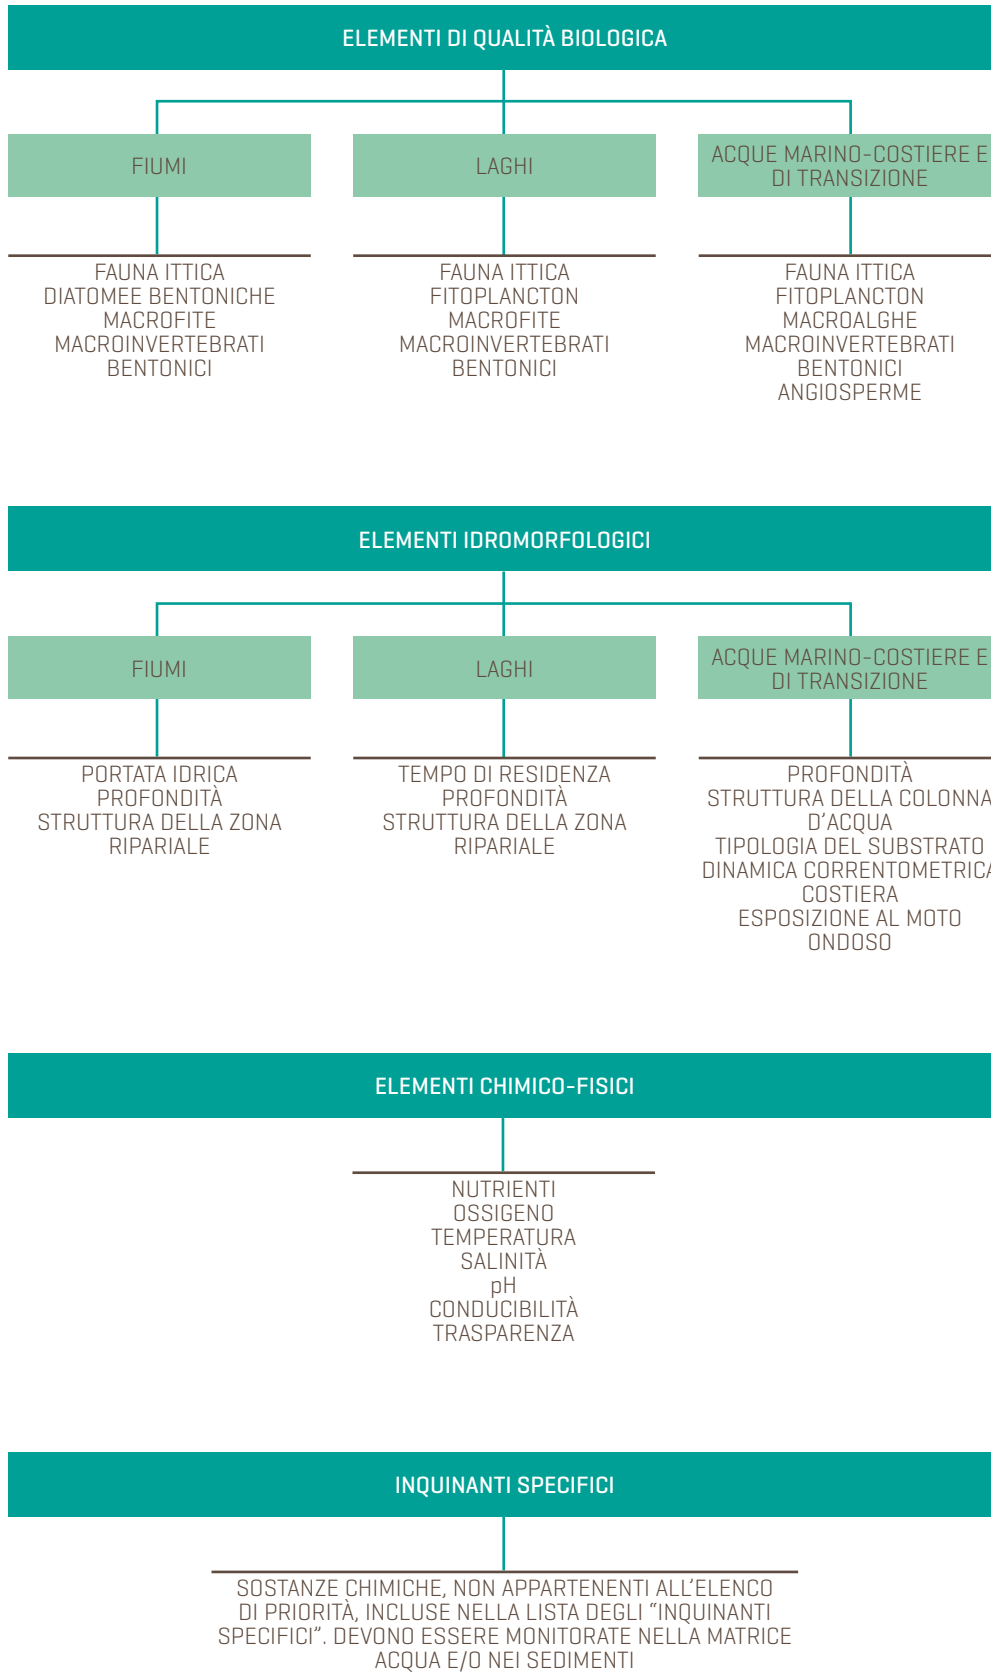 ELEMENTI DI QUALITÀ BIOLOGICA
FIUMI
FAUNA ITTICA
DIATOMEE BENTONICHE
MACROFITE
MACROINVERTEBRATI
BENTONICI
LAGHI
FAUNA ITTICA
FITOPLANCTON
MACROFITE
MACROINVERTEBRATI
BENTONICI
ACQUE MARINO-COSTIERE E
DI TRANSIZIONE
FAUNA ITTICA
FITOPLANCTON
MACROALGHE
MACROINVERTEBRATI
BENTONICI
ANGIOSPERME
ELEMENTI IDROMORFOLOGICI
FIUMI
PORTATA IDRICA
PROFONDITÀ
STRUTTURA DELLA ZONA
RIPARIALE
LAGHI
TEMPO DI RESIDENZA
PROFONDITÀ
STRUTTURA DELLA ZONA
RIPARIALE
ACQUE MARINO-COSTIERE E
DI TRANSIZIONE
PROFONDITÀ
STRUTTURA DELLA COLONNA
D'ACQUA
TIPOLOGIA DEL SUBSTRATO
DINAMICA CORRENTOMETRICA
COSTIERA
ESPOSIZIONE AL MOTO
ONDOSO
ELEMENTI CHIMICO-FISICI
NUTRIENTI
OSSIGENO
TEMPERATURA
SALINITÀ
pH
CONDUCIBILITÀ
TRASPARENZA
INQUINANTI SPECIFICI
SOSTANZE CHIMICHE, NON APPARTENENTI ALL'ELENCO
DI PRIORITÀ, INCLUSE NELLA LISTA DEGLI "INQUINANTI
SPECIFICI". DEVONO ESSERE MONITORATE NELLA MATRICE
ACQUA E/O NEI SEDIMENTI